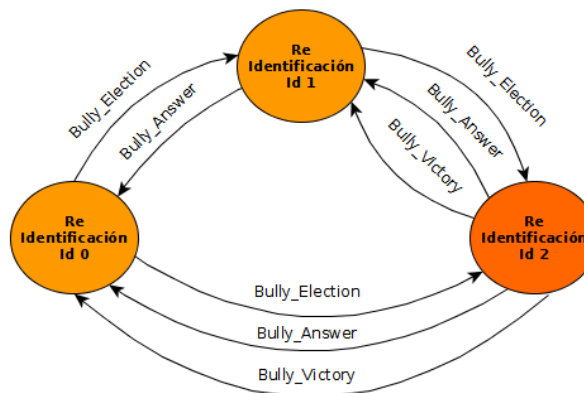 Re
Identificación
Id 1
Bully_Election
Bully_Answer
Bully_Election
Bully_Answer
Bully_Victory
Re
Identificación
Id 0
Re
Identificación
Id 2
Bully_Election
Bully_Answer
Bully_Victory